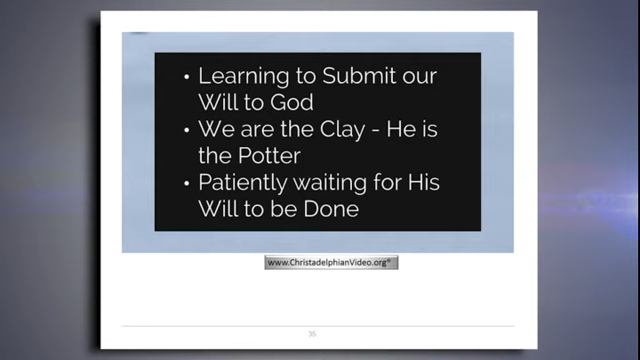 • Learning to Submit our
Will to God
• We are the Clay - He is
the Potter
• Patiently waiting for His
Will to be Done
www.ChristadelphianVideo.org®
35